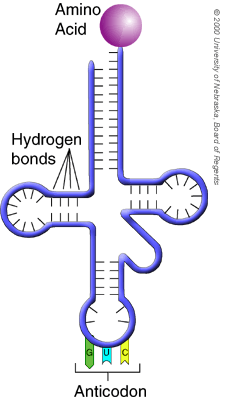 Amino
Acid
© 2000 University of Nebraska, Board of Regents
Hydrogen
bonds
G U C
Anticodon